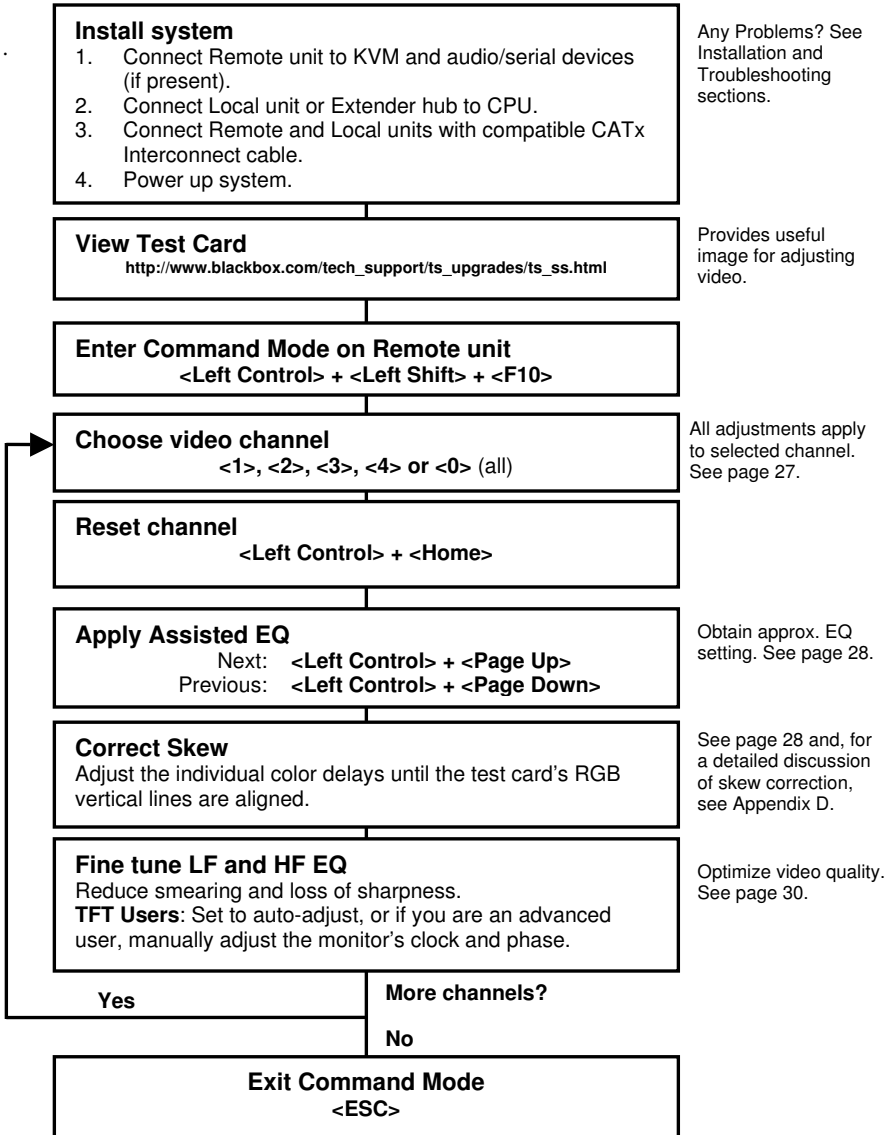 Install system
1. Connect Remote unit to KVM and audio/serial devices
(if present).
2. Connect Local unit or Extender hub to CPU.
3. Connect Remote and Local units with compatible CATx
Interconnect cable.
4. Power up system.
Any Problems? See
Installation and
Troubleshooting
sections.
View Test Card
http://www.blackbox.com/tech_support/ts_upgrades/ts_ss.html
Provides useful
image for adjusting
video.
Enter Command Mode on Remote unit
<Left Control> + <Left Shift> + <F10>
Choose video channel
<1>, <2>, <3>, <4> or <0> (all)
All adjustments apply
to selected channel.
See page 27.
Reset channel
<Left Control> + <Home>
Apply Assisted EQ
Next: <Left Control> + <Page Up>
Previous: <Left Control> + <Page Down>
Obtain approx. EQ
setting. See page 28.
Correct Skew
Adjust the individual color delays until the test card's RGB
vertical lines are aligned.
See page 28 and, for
a detailed discussion
of skew correction,
see Appendix D.
Fine tune LF and HF EQ
Reduce smearing and loss of sharpness.
TFT Users: Set to auto-adjust, or if you are an advanced
user, manually adjust the monitor's clock and phase.
Optimize video quality.
See page 30.
Yes
More channels?
No
Exit Command Mode
<ESC>